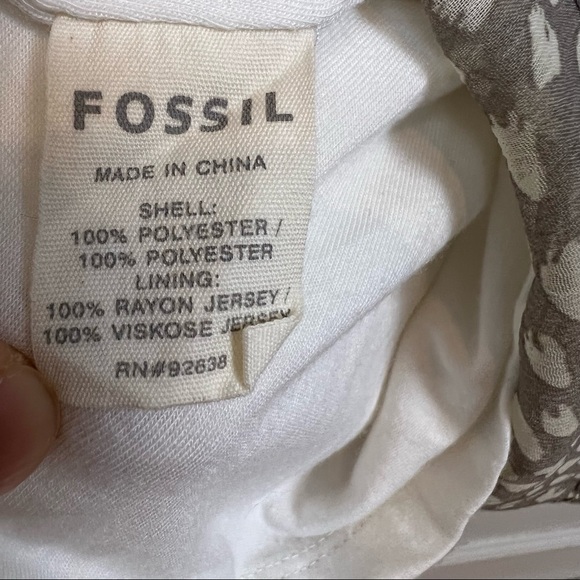 FOSSIL
MADE IN CHINA
SHELL:
100% POLYESTER /
100% POLYESTER
LINING:
100% RAYON JERSEY /
100% VISKOSE JERSEY
RN#92638